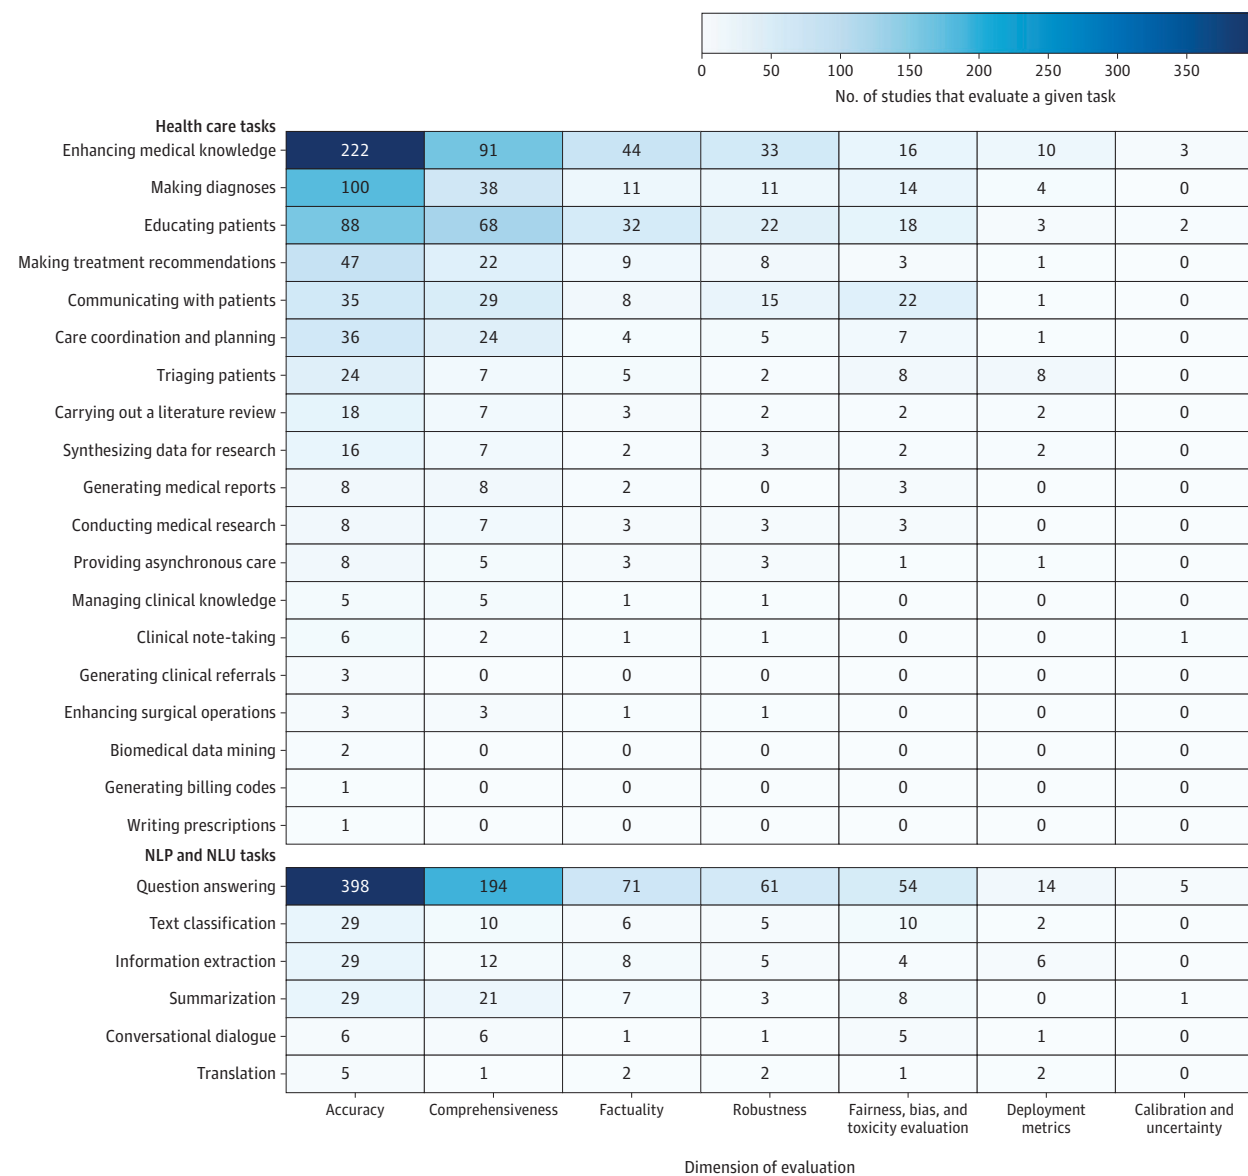 0 50 100 150 200 250 300 350
No. of studies that evaluate a given task
Health care tasks
Enhancing medical knowledge 222 91 44 33 16 10 3
Making diagnoses 100 38 11 11 14 4 0
Educating patients 88 68 32 22 18 3 2
Making treatment recommendations 47 22 9 8 3 1 0
Communicating with patients 35 29 8 15 22 1 0
Care coordination and planning 36 24 4 5 7 1 0
Triaging patients 24 7 5 2 8 8 0
Carrying out a literature review 18 7 3 2 2 2 0
Synthesizing data for research 16 7 2 3 2 2 0
Generating medical reports 8 8 2 0 3 0 0
Conducting medical research 8 7 3 3 3 0 0
Providing asynchronous care 8 5 3 3 1 1 0
Managing clinical knowledge 5 5 1 1 0 0 0
Clinical note-taking 6 2 1 1 0 0 1
Generating clinical referrals 3 0 0 0 0 0 0
Enhancing surgical operations 3 3 1 1 0 0 0
Biomedical data mining 2 0 0 0 0 0 0
Generating billing codes 1 0 0 0 0 0 0
Writing prescriptions 1 0 0 0 0 0 0
NLP and NLU tasks
Question answering 398 194 71 61 54 14 5
Text classification 29 10 6 5 10 2 0
Information extraction 29 12 8 5 4 6 0
Summarization 29 21 7 3 8 0 1
Conversational dialogue 6 6 1 1 5 1 0
Translation 5 1 2 2 1 2 0
Accuracy Comprehensiveness Factuality Robustness Fairness, bias, and Deployment Calibration and
toxicity evaluation metrics uncertainty
Dimension of evaluation